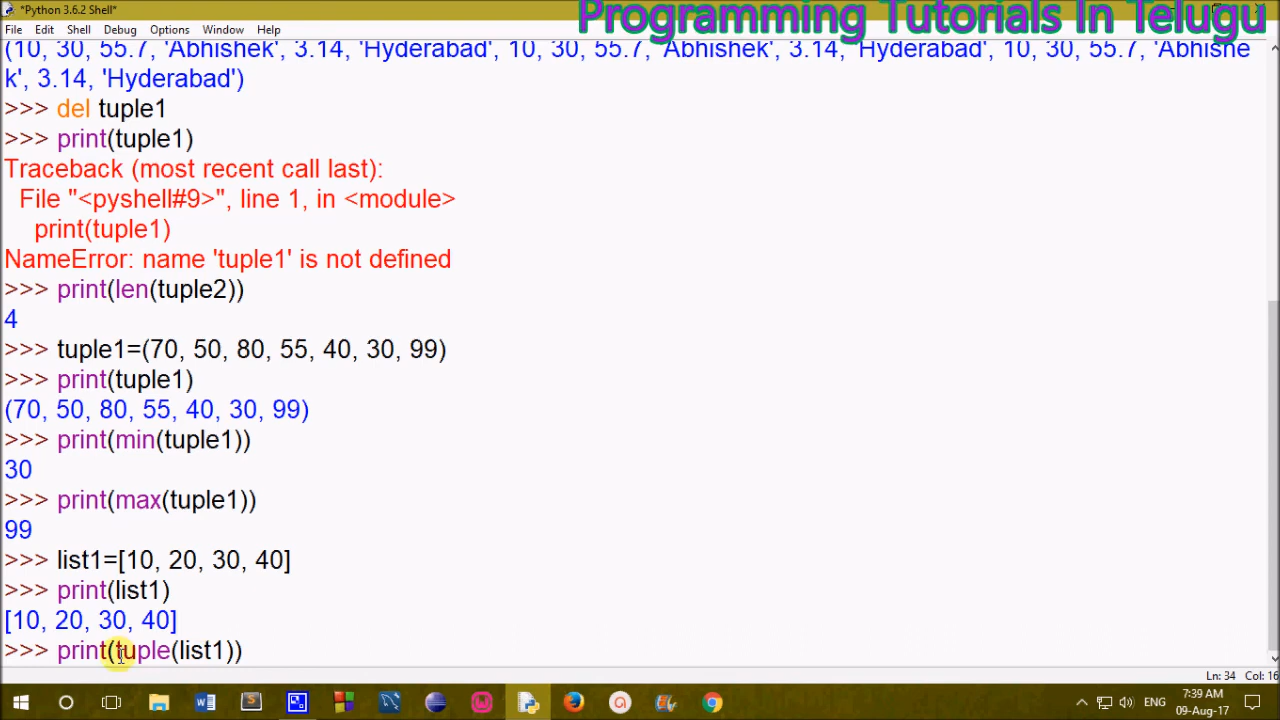 *Python 3.6.2 Shell*
Programming Tutorials In Telugu
File Edit Shell Debug Options Window Help
(10, 30, 55.7, 'Abhishek', 3.14, 'Hyderabad', 10, 30, 55.7, 'Abhishek', 3.14, 'Hyderabad', 10, 30, 55.7, 'Abhishe
k', 3.14, 'Hyderabad')
>>> del tuple1
>>> print(tuple1)
Traceback (most recent call last):
File "<pyshell#9>", line 1, in <module>
print(tuple1)
NameError: name 'tuple1' is not defined
>>> print(len(tuple2))
4
>>> tuple1=(70, 50, 80, 55, 40, 30, 99)
>>> print(tuple1)
(70, 50, 80, 55, 40, 30, 99)
>>> print(min(tuple1))
30
>>> print(max(tuple1))
99
>>> list1=[10, 20, 30, 40]
>>> print(list1)
[10, 20, 30, 40]
>>> print(tuple(list1))
Ln: 34 Col: 16
ENG 7:39 AM
09-Aug-17